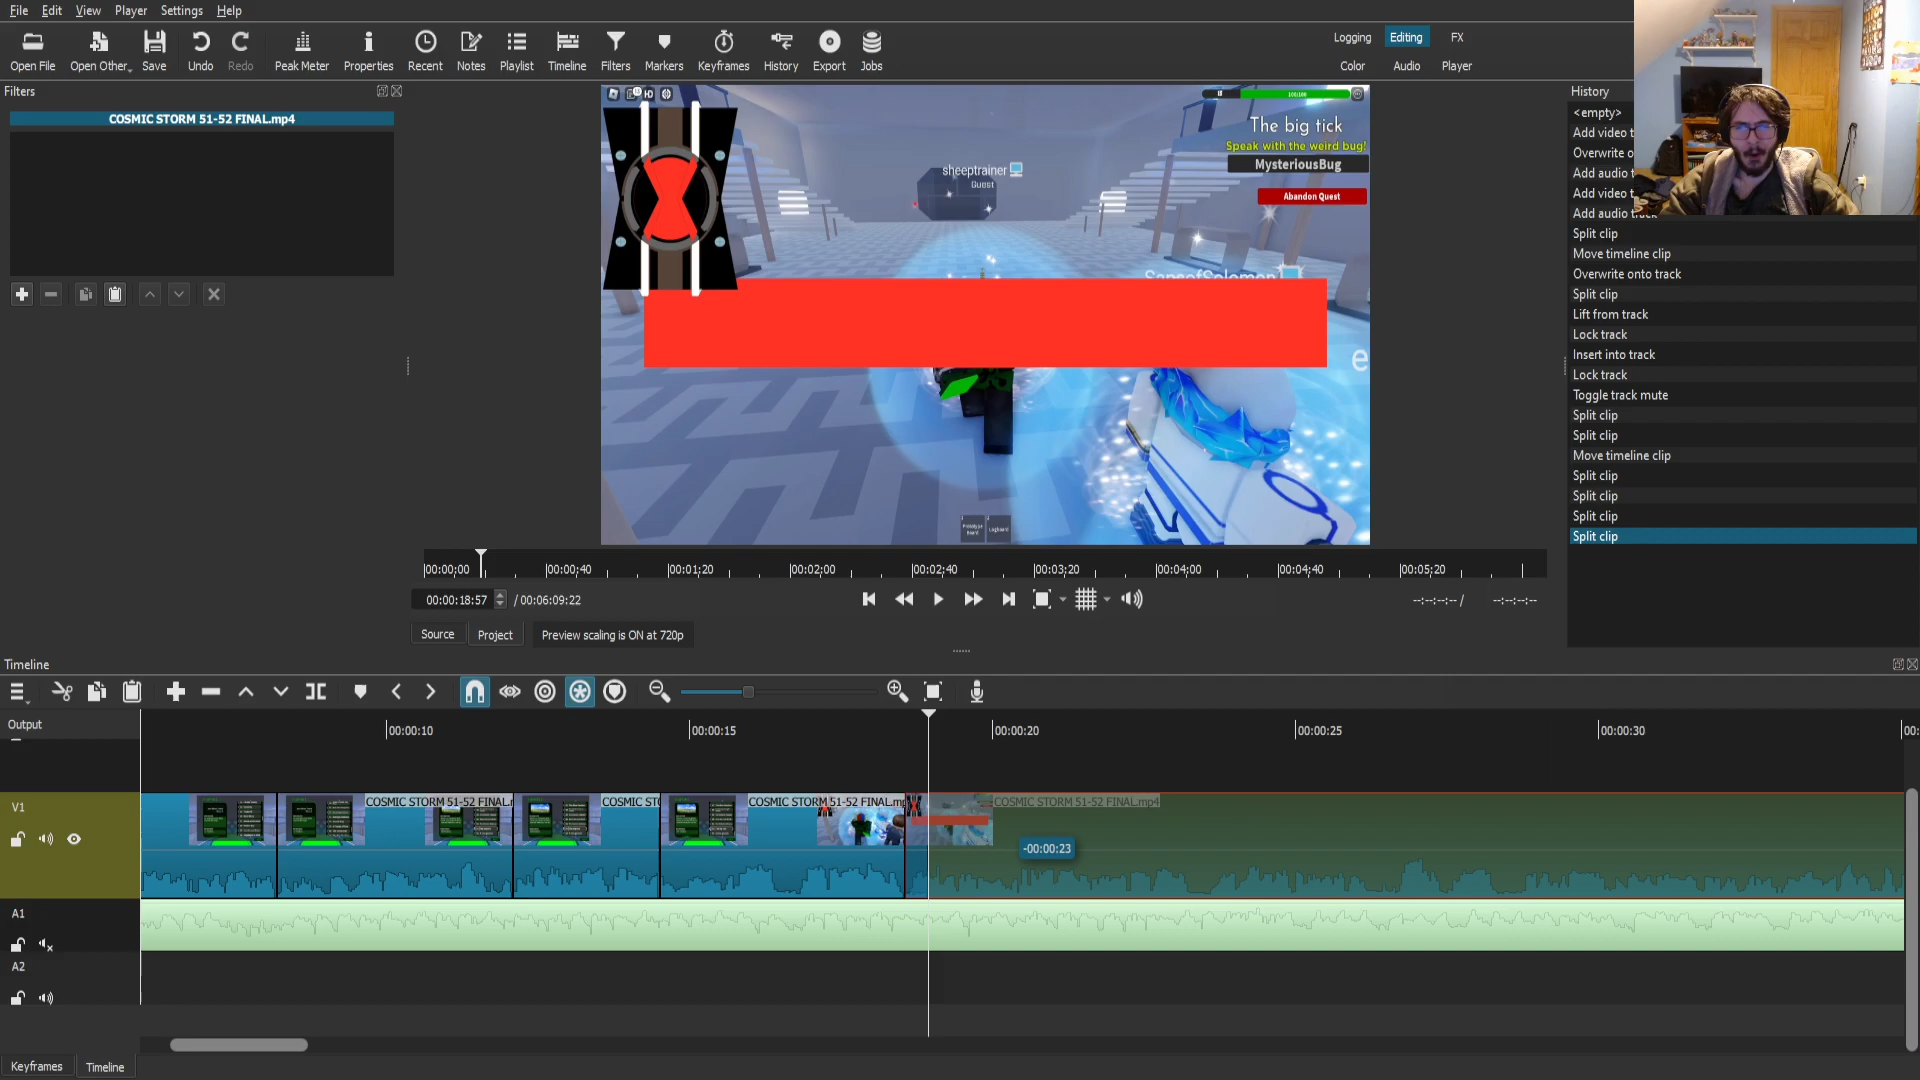 File Edit View Player Settings Help
Open File Open Other Save Undo Redo Peak Meter Properties Recent Notes Playlist Timeline Filters Markers Keyframes History Export Jobs
Logging Editing FX
Color Audio Player
Filters
COSMIC STORM 51-52 FINAL.mp4
HD
100/100
The big tick
Speak with the weird bug!
MysteriousBug
Abandon Quest
sheeptrainer
Quest
SansofSolomon
e
Prototype Board
Logboard
History
<empty>
Add video t
Overwrite o
Add audio t
Add video t
Add audio track
Split clip
Move timeline clip
Overwrite onto track
Split clip
Lift from track
Lock track
Insert into track
Lock track
Toggle track mute
Split clip
Split clip
Move timeline clip
Split clip
Split clip
Split clip
Split clip
00:00;00 00:00;40 00:01;20 00:02;00 00:02;40 00:03;20 00:04;00 00:04;40 00:05;20
00:00:18:57 / 00:06:09:22
--:--:--:-- / --:--:--:--
Source Project Preview scaling is ON at 720p
Timeline
Output
00:00:10 00:00:15 00:00:20 00:00:25 00:00:30 00:
V1
COSMIC STORM 51-52 FINAL.r COSMIC ST COSMIC STORM 51-52 FINAL.mp COSMIC STORM 51-52 FINAL.mp4
-00:00:23
A1
A2
Keyframes Timeline